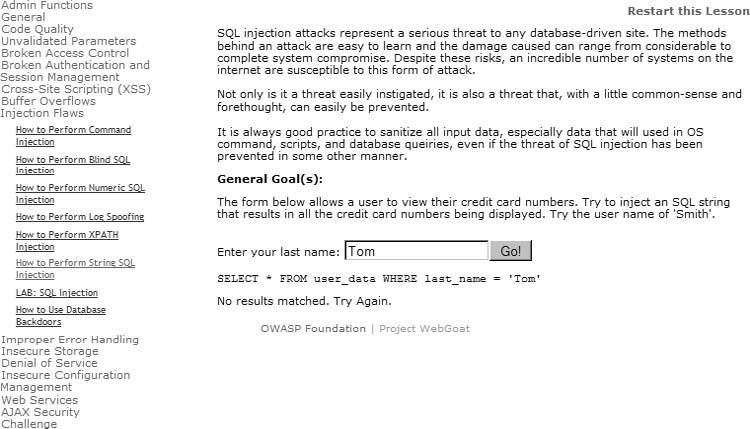 Admin Functions
General
Code Quality
Unvalidated Parameters
Broken Access Control
Broken Authentication and
Session Management
Cross-Site Scripting (XSS)
Buffer Overflows
Injection Flaws
How to Perform Command
Injection
How to Perform Blind SQL
Injection
How to Perform Numeric SQL
Injection
How to Perform Log Spoofing
How to Perform XPATH
Injection
How to Perform String SQL
Injection
LAB: SQL Injection
How to Use Database
Backdoors
Improper Error Handling
Insecure Storage
Denial of Service
Insecure Configuration
Management
Web Services
AJAX Security
Challenge
Restart this Lesson
SQL injection attacks represent a serious threat to any database-driven site. The methods
behind an attack are easy to learn and the damage caused can range from considerable to
complete system compromise. Despite these risks, an incredible number of systems on the
internet are susceptible to this form of attack.
Not only is it a threat easily instigated, it is also a threat that, with a little common-sense and
forethought, can easily be prevented.
It is always good practice to sanitize all input data, especially data that will used in OS
command, scripts, and database queiries, even if the threat of SQL injection has been
prevented in some other manner.
General Goal(s):
The form below allows a user to view their credit card numbers. Try to inject an SQL string
that results in all the credit card numbers being displayed. Try the user name of 'Smith'.
Enter your last name: Tom Go!
SELECT * FROM user_data WHERE last_name = 'Tom'
No results matched. Try Again.
OWASP Foundation | Project WebGoat